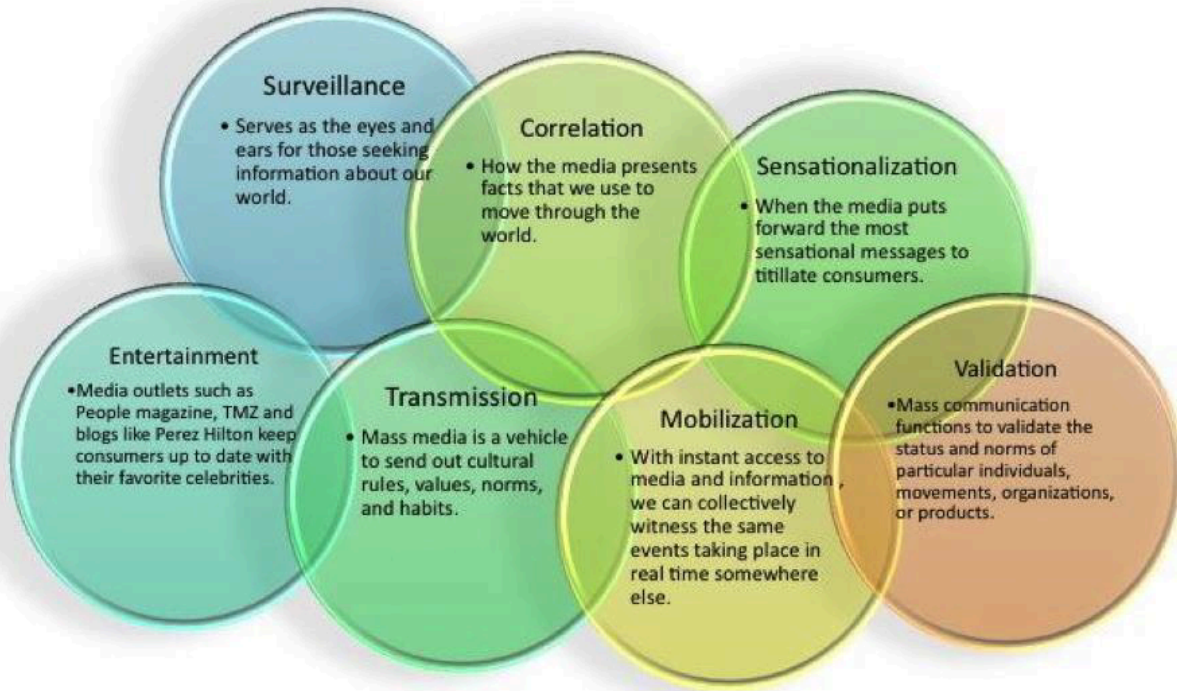 Surveillance
• Serves as the eyes and
ears for those seeking
information about our
world.
Correlation
• How the media presents
facts that we use to
move through the
world.
Sensationalization
• When the media puts
forward the most
sensational messages to
titillate consumers.
Entertainment
•Media outlets such as
People magazine, TMZ and
blogs like Perez Hilton keep
consumers up to date with
their favorite celebrities.
Transmission
• Mass media is a vehicle
to send out cultural
rules, values, norms,
and habits.
Mobilization
• With instant access to
media and information ,
we can collectively
witness the same
events taking place in
real time somewhere
else.
Validation
•Mass communication
functions to validate the
status and norms of
particular individuals,
movements, organizations,
or products.